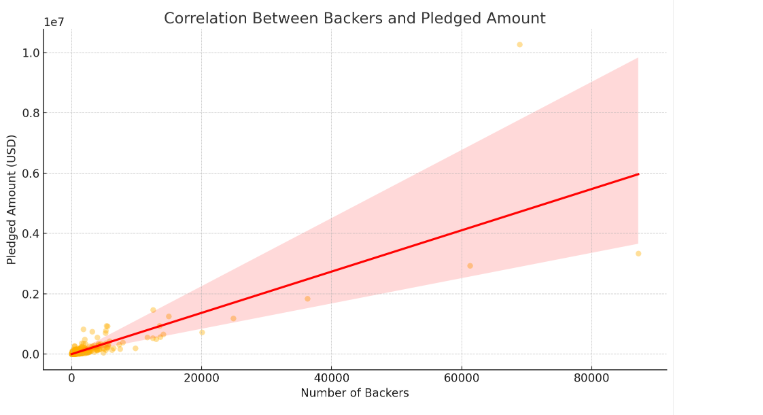 Correlation Between Backers and Pledged Amount
1e7
1.0
0.8
0.6
0.4
0.2
0.0
Pledged Amount (USD)
0 20000 40000 60000 80000
Number of Backers